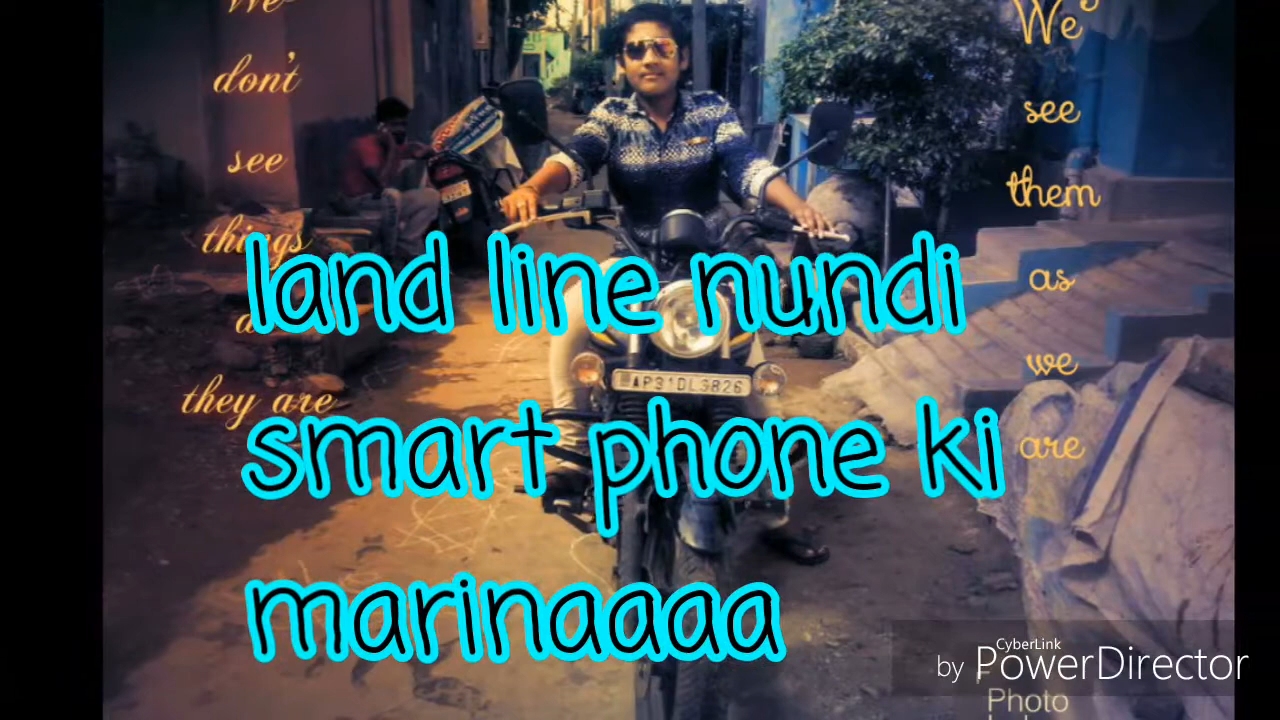 We
don't
see
things
they are
We
see
them
as
we
are
land line nundi
smart phone ki
marinaaaa
AP31DL9826
CyberLink
by PowerDirector
Photo